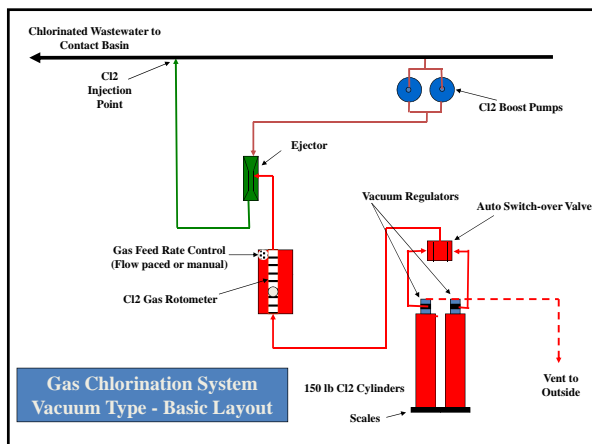 Chlorinated Wastewater to
Contact Basin
Cl2
Injection
Point
Cl2 Boost Pumps
Ejector
Vacuum Regulators
Auto Switch-over Valve
Gas Feed Rate Control
(Flow paced or manual)
Cl2 Gas Rotometer
Gas Chlorination System
Vacuum Type - Basic Layout
150 lb Cl2 Cylinders
Scales
Vent to
Outside